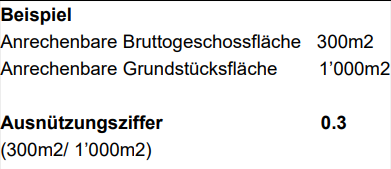 Beispiel
Anrechenbare Bruttogeschossfläche 300m2
Anrechenbare Grundstücksfläche 1’000m2
Ausnützungsziffer 0.3
(300m2/ 1’000m2)